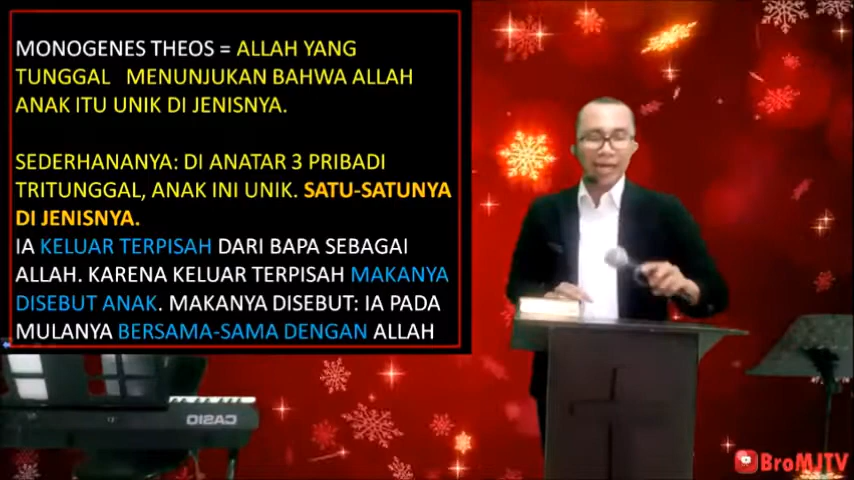 MONOGENES THEOS = ALLAH YANG
TUNGGAL MENUNJUKAN BAHWA ALLAH
ANAK ITU UNIK DI JENISNYA.
SEDERHANANYA: DI ANATAR 3 PRIBADI
TRITUNGGAL, ANAK INI UNIK. SATU-SATUNYA
DI JENISNYA.
IA KELUAR TERPISAH DARI BAPA SEBAGAI
ALLAH. KARENA KELUAR TERPISAH MAKANYA
DISEBUT ANAK. MAKANYA DISEBUT: IA PADA
MULANYA BERSAMA-SAMA DENGAN ALLAH
CASIO
BroMJTV